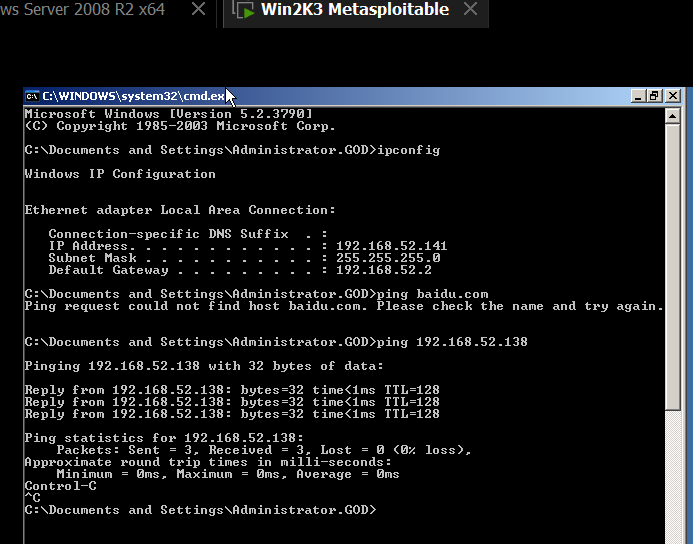 ws Server 2008 R2 x64
Win2K3 Metasploitable
C:\WINDOWS\system32\cmd.ex
Microsoft Windows [Version 5.2.3790]
(C) Copyright 1985-2003 Microsoft Corp.
C:\Documents and Settings\Administrator.GOD>ipconfig
Windows IP Configuration
Ethernet adapter Local Area Connection:
   Connection-specific DNS Suffix  . :
   IP Address. . . . . . . . . . . . : 192.168.52.141
   Subnet Mask . . . . . . . . . . . : 255.255.255.0
   Default Gateway . . . . . . . . . : 192.168.52.2
C:\Documents and Settings\Administrator.GOD>ping baidu.com
Ping request could not find host baidu.com. Please check the name and try again.
C:\Documents and Settings\Administrator.GOD>ping 192.168.52.138
Pinging 192.168.52.138 with 32 bytes of data:
Reply from 192.168.52.138: bytes=32 time<1ms TTL=128
Reply from 192.168.52.138: bytes=32 time<1ms TTL=128
Reply from 192.168.52.138: bytes=32 time<1ms TTL=128
Ping statistics for 192.168.52.138:
    Packets: Sent = 3, Received = 3, Lost = 0 (0% loss),
Approximate round trip times in milli-seconds:
    Minimum = 0ms, Maximum = 0ms, Average = 0ms
Control-C
^C
C:\Documents and Settings\Administrator.GOD>